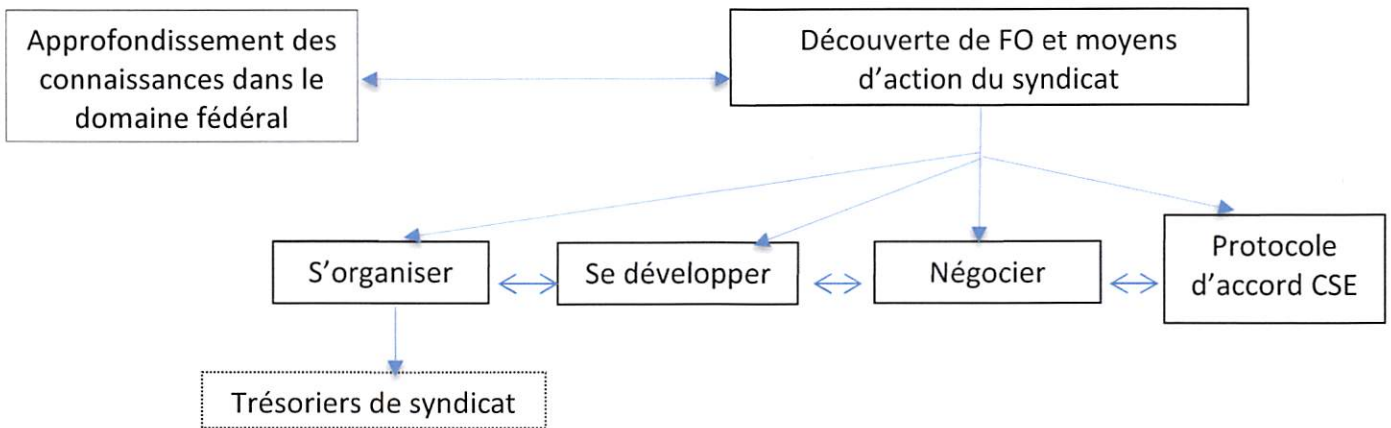 Approfondissement des
connaissances dans le
domaine fédéral
Découverte de FO et moyens
d'action du syndicat
S'organiser
Se développer
Négocier
Protocole
d'accord CSE
Trésoriers de syndicat